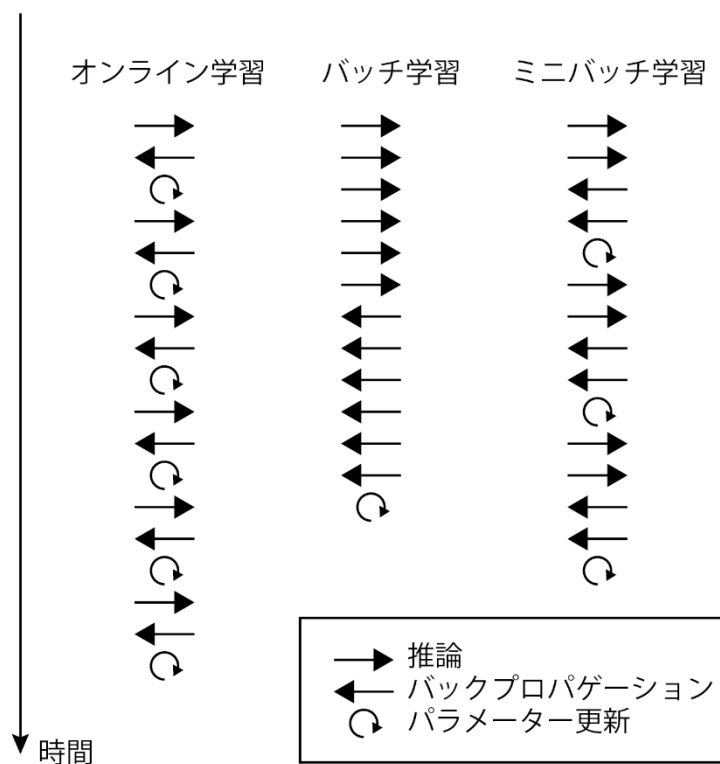 オンライン学習
バッチ学習
ミニバッチ学習
推論
バックプロパゲーション
パラメーター更新
時間